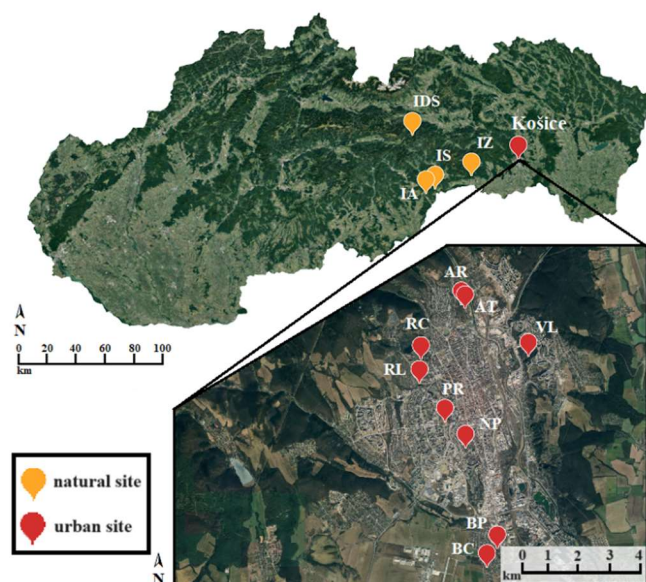 IDS
Košice
IS
IZ
IA
N
0 20 40 60 80 100
km
AR
AT
RC
VL
RL
PR
NP
BP
BC
natural site
urban site
N
0 1 2 3 4
km